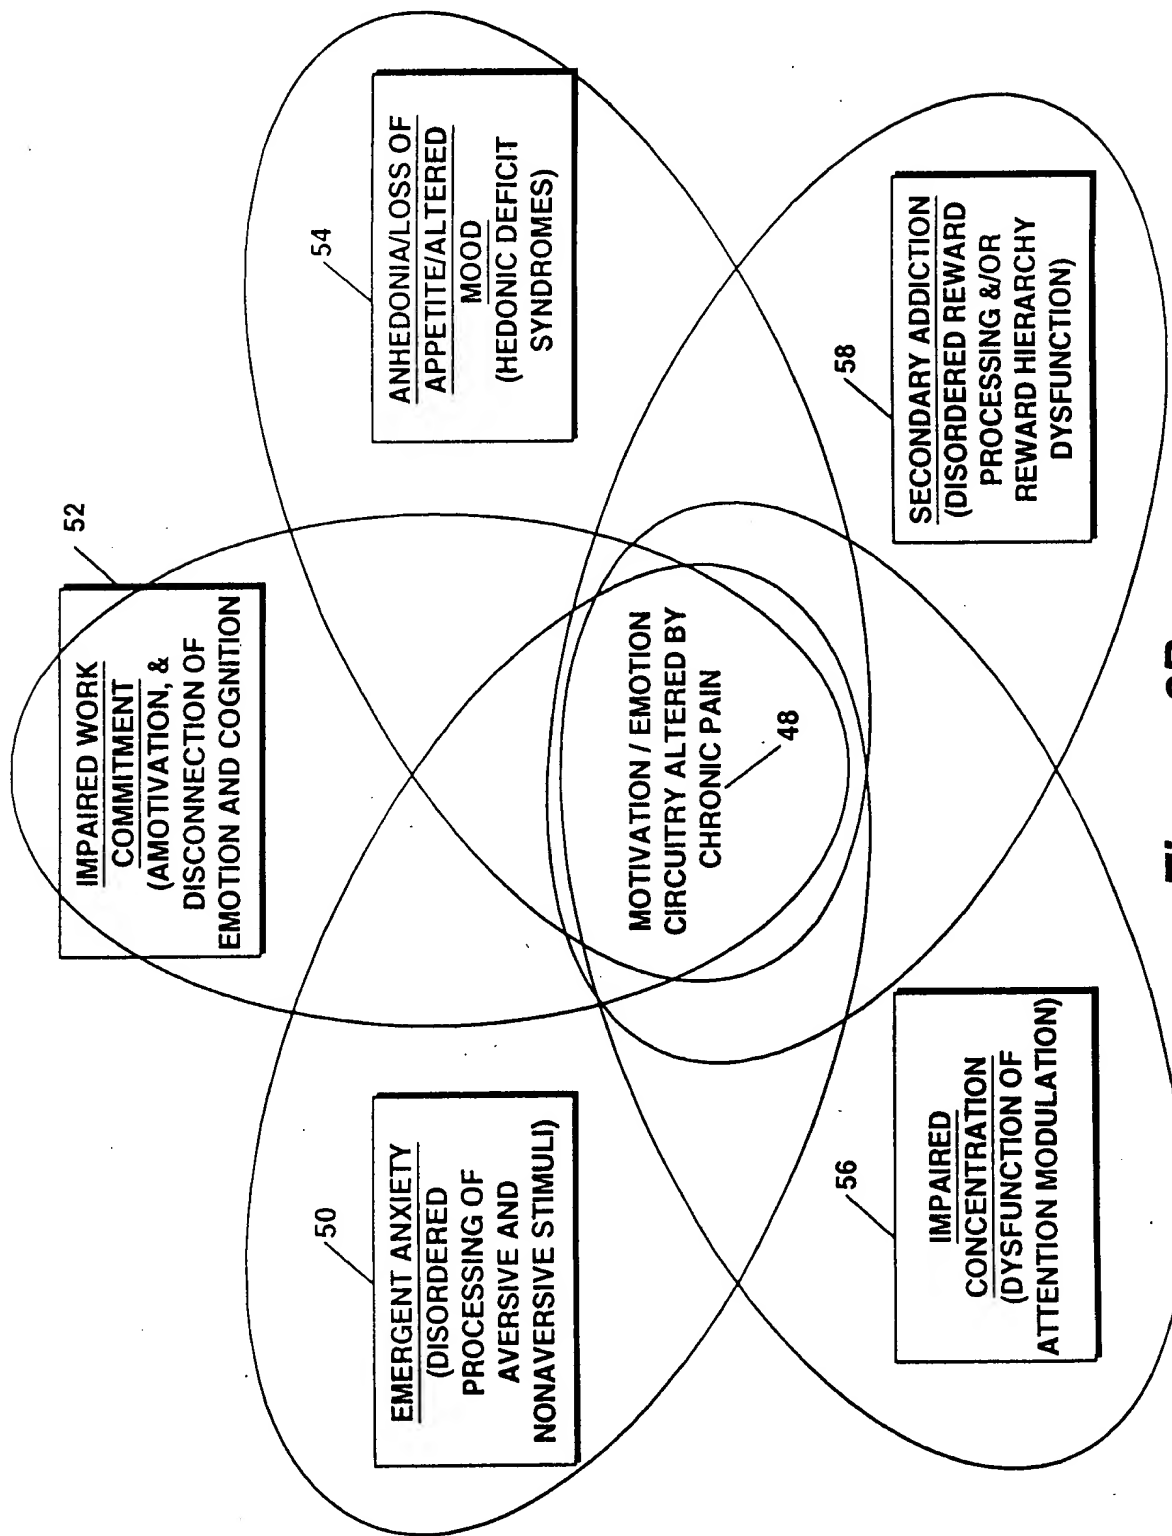 52
IMPAIRED WORK
COMMITMENT
(AMOTIVATION, &
DISCONNECTION OF
EMOTION AND COGNITION
50
EMERGENT ANXIETY
(DISORDERED
PROCESSING OF
AVERSIVE AND
NONAVERSIVE STIMULI)
54
ANHEDONIA/LOSS OF
APPETITE/ALTERED
MOOD
(HEDONIC DEFICIT
SYNDROMES)
MOTIVATION / EMOTION
CIRCUITRY ALTERED BY
CHRONIC PAIN
48
56
IMPAIRED
CONCENTRATION
(DYSFUNCTION OF
ATTENTION MODULATION)
58
SECONDARY ADDICTION
(DISORDERED REWARD
PROCESSING &/OR
REWARD HIERARCHY
DYSFUNCTION)